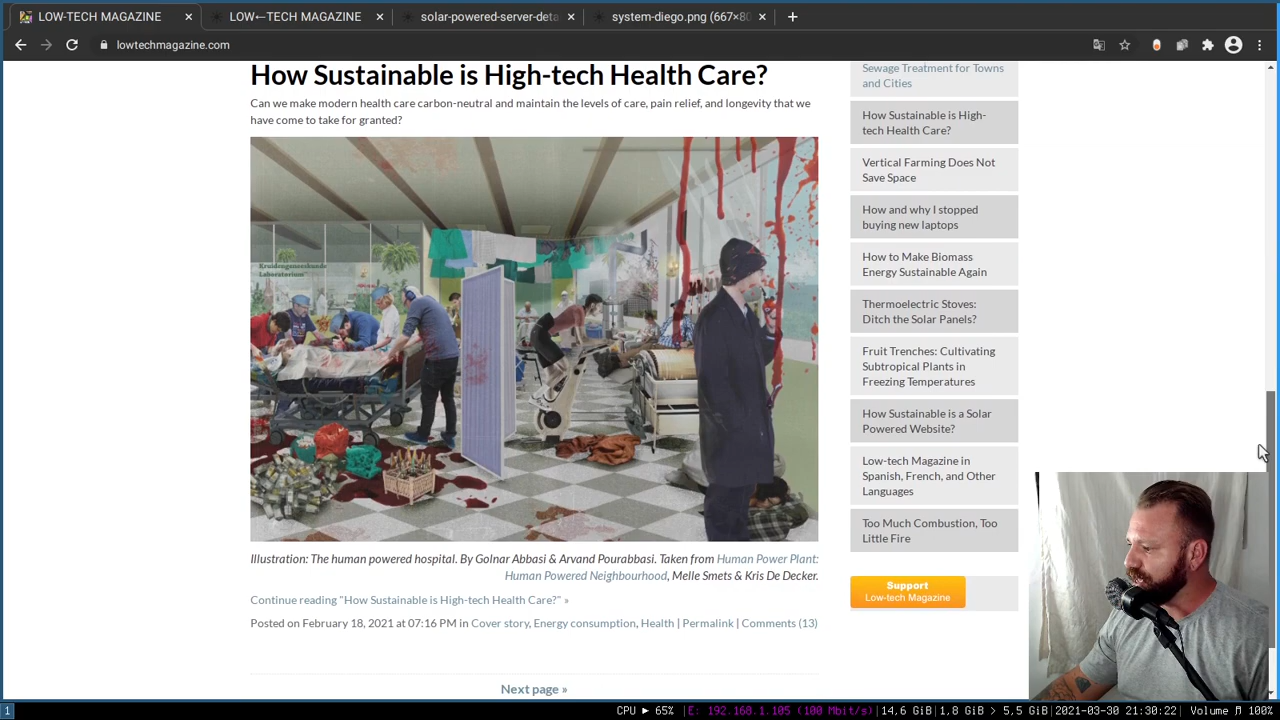 LOW-TECH MAGAZINE
LOW←TECH MAGAZINE
solar-powered-server-deta
system-diego.png (667×80
lowtechmagazine.com
How Sustainable is High-tech Health Care?
Can we make modern health care carbon-neutral and maintain the levels of care, pain relief, and longevity that we
have come to take for granted?
Kruidengeneeskunde
Laboratorium
Illustration: The human powered hospital. By Golnar Abbasi & Arvand Pourabbasi. Taken from Human Power Plant:
Human Powered Neighbourhood, Melle Smets & Kris De Decker.
Continue reading "How Sustainable is High-tech Health Care?" »
Posted on February 18, 2021 at 07:16 PM in Cover story, Energy consumption, Health | Permalink | Comments (13)
Next page »
Sewage Treatment for Towns
and Cities
How Sustainable is High-
tech Health Care?
Vertical Farming Does Not
Save Space
How and why I stopped
buying new laptops
How to Make Biomass
Energy Sustainable Again
Thermoelectric Stoves:
Ditch the Solar Panels?
Fruit Trenches: Cultivating
Subtropical Plants in
Freezing Temperatures
How Sustainable is a Solar
Powered Website?
Low-tech Magazine in
Spanish, French, and Other
Languages
Too Much Combustion, Too
Little Fire
Support
Low-tech Magazine
1
CPU ► 65% |E: 192.168.1.105 (100 Mbit/s)|14,6 GiB|1,8 GiB > 5,5 GiB|2021-03-30 21:30:22|Volume ♬ 100%